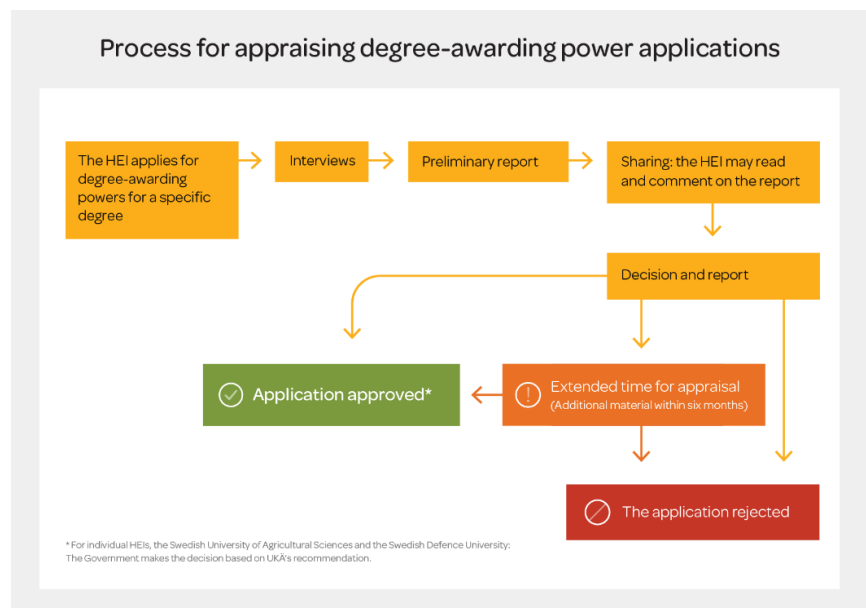 Process for appraising degree-awarding power applications
The HEI applies for
degree-awarding
powers for a specific
degree
Interviews
Preliminary report
Sharing: the HEI may read
and comment on the report
Decision and report
Application approved*
Extended time for appraisal
(Additional material within six months)
The application rejected
* For individual HEIs, the Swedish University of Agricultural Sciences and the Swedish Defence University:
The Government makes the decision based on UKÄ's recommendation.